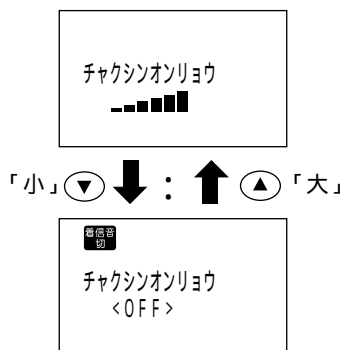 チャクシンオンリョウ
「小」 : 「大」
着信音
切
チャクシンオンリョウ
<OFF>